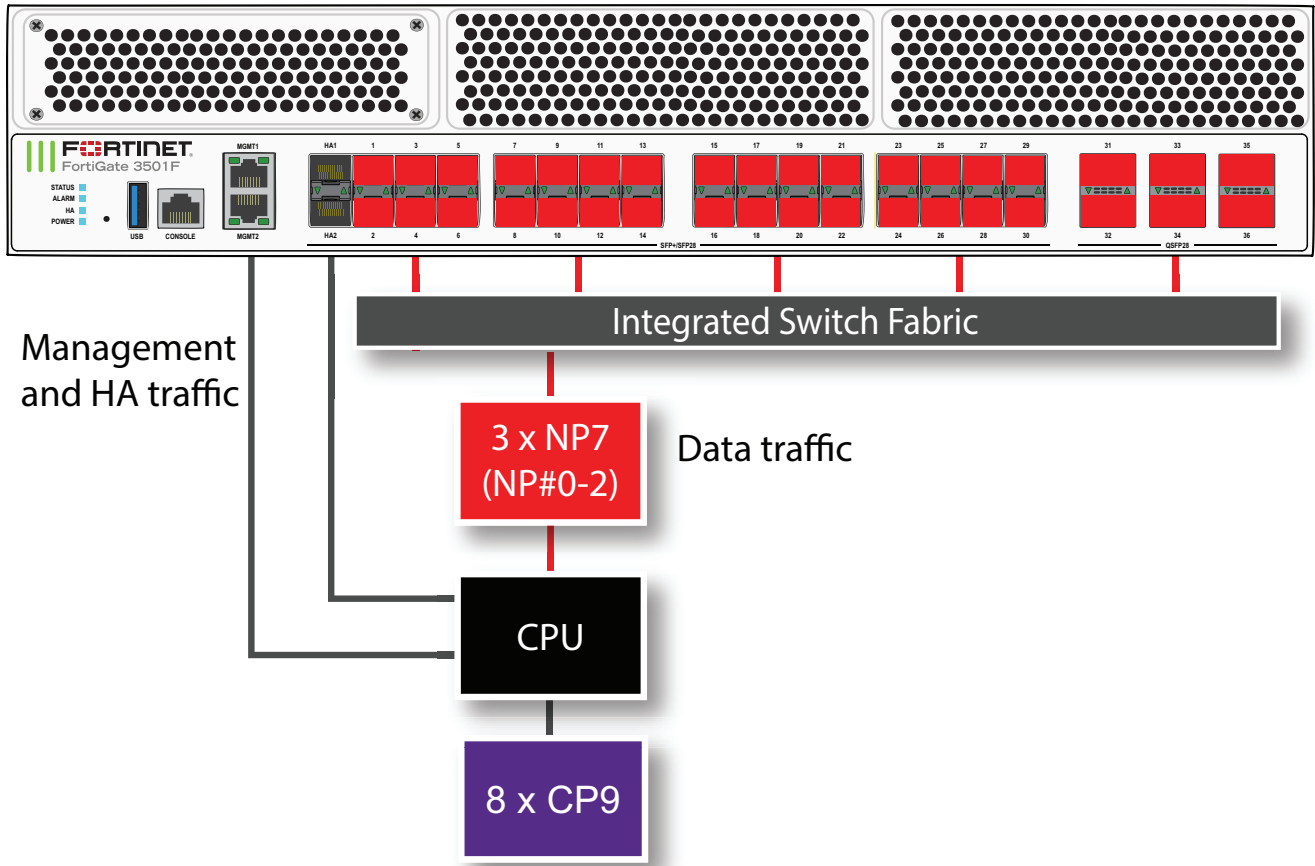 FORTINET
FortiGate 3501F
STATUS
ALARM
HA
POWER
USB
CONSOLE
MGMT1
MGMT2
HA1 1 3 5 7 9 11 13 15 17 19 21 23 25 27 29 31 33 35
HA2 2 4 6 8 10 12 14 16 18 20 22 24 26 28 30 32 34 36
SFP+/SFP28 QSFP28
Integrated Switch Fabric
Management
and HA traffic
3 x NP7
(NP#0-2)
Data traffic
CPU
8 x CP9